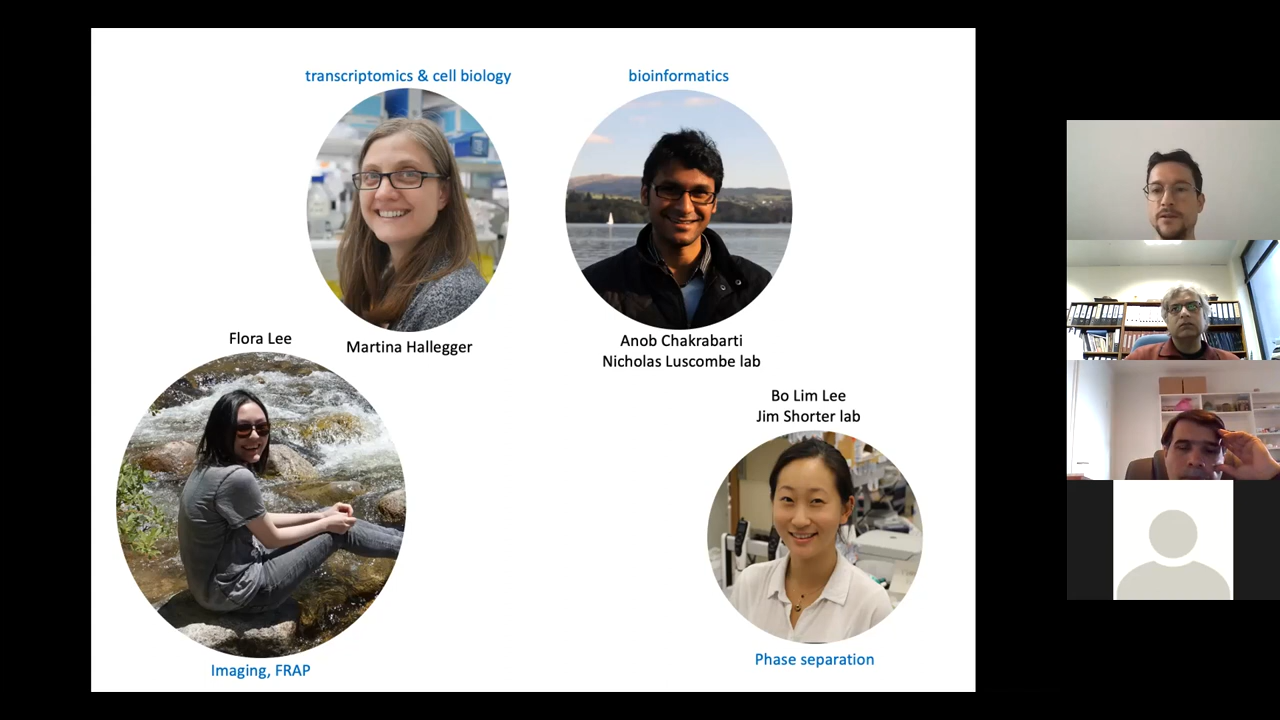 transcriptomics & cell biology
bioinformatics
Flora Lee
Martina Hallegger
Anob Chakrabarti
Nicholas Luscombe lab
Bo Lim Lee
Jim Shorter lab
Imaging, FRAP
Phase separation